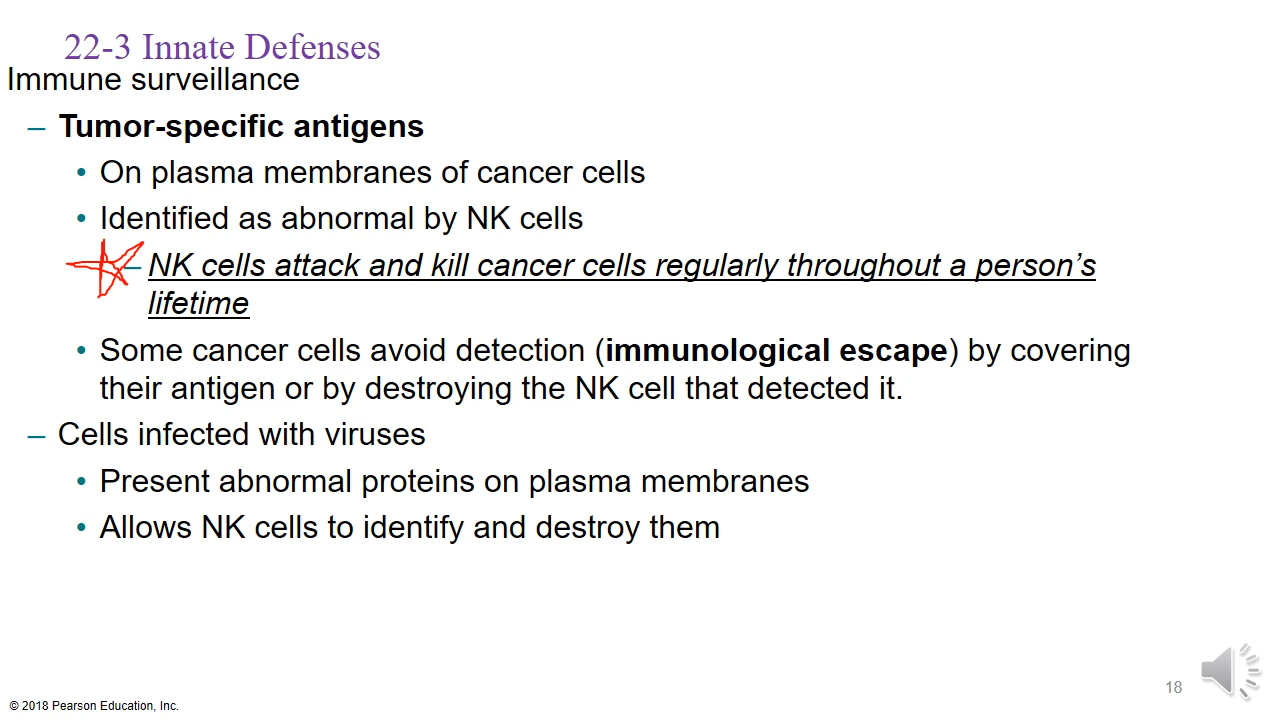 22-3 Innate Defenses
Immune surveillance
– Tumor-specific antigens
• On plasma membranes of cancer cells
• Identified as abnormal by NK cells
– NK cells attack and kill cancer cells regularly throughout a person’s
lifetime
• Some cancer cells avoid detection (immunological escape) by covering
their antigen or by destroying the NK cell that detected it.
– Cells infected with viruses
• Present abnormal proteins on plasma membranes
• Allows NK cells to identify and destroy them
18
© 2018 Pearson Education, Inc.